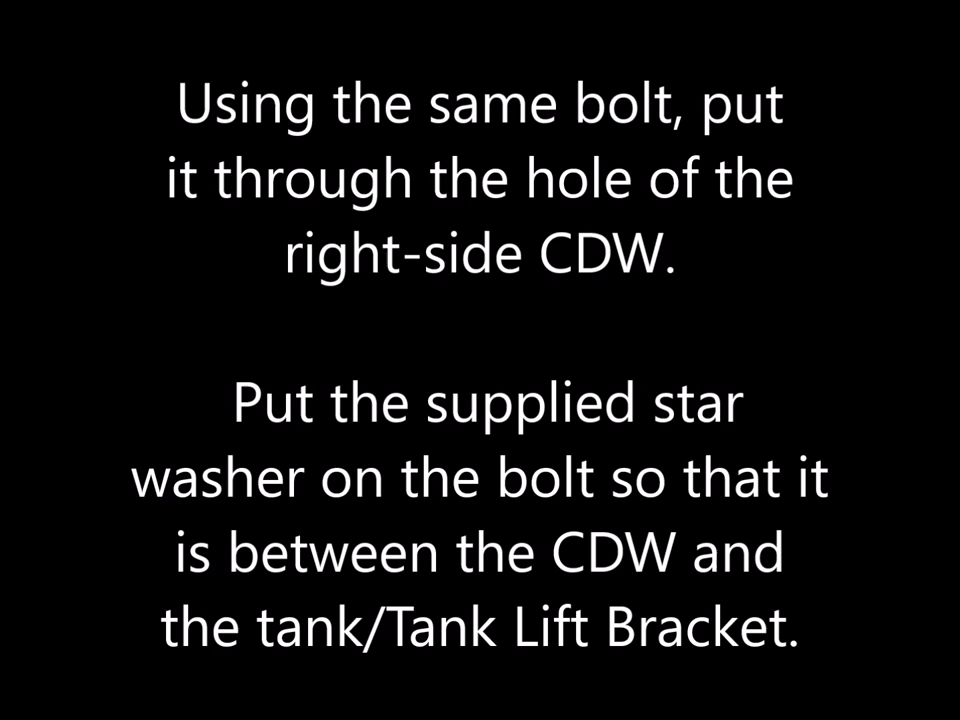 Using the same bolt, put
it through the hole of the
right-side CDW.
Put the supplied star
washer on the bolt so that it
is between the CDW and
the tank/Tank Lift Bracket.